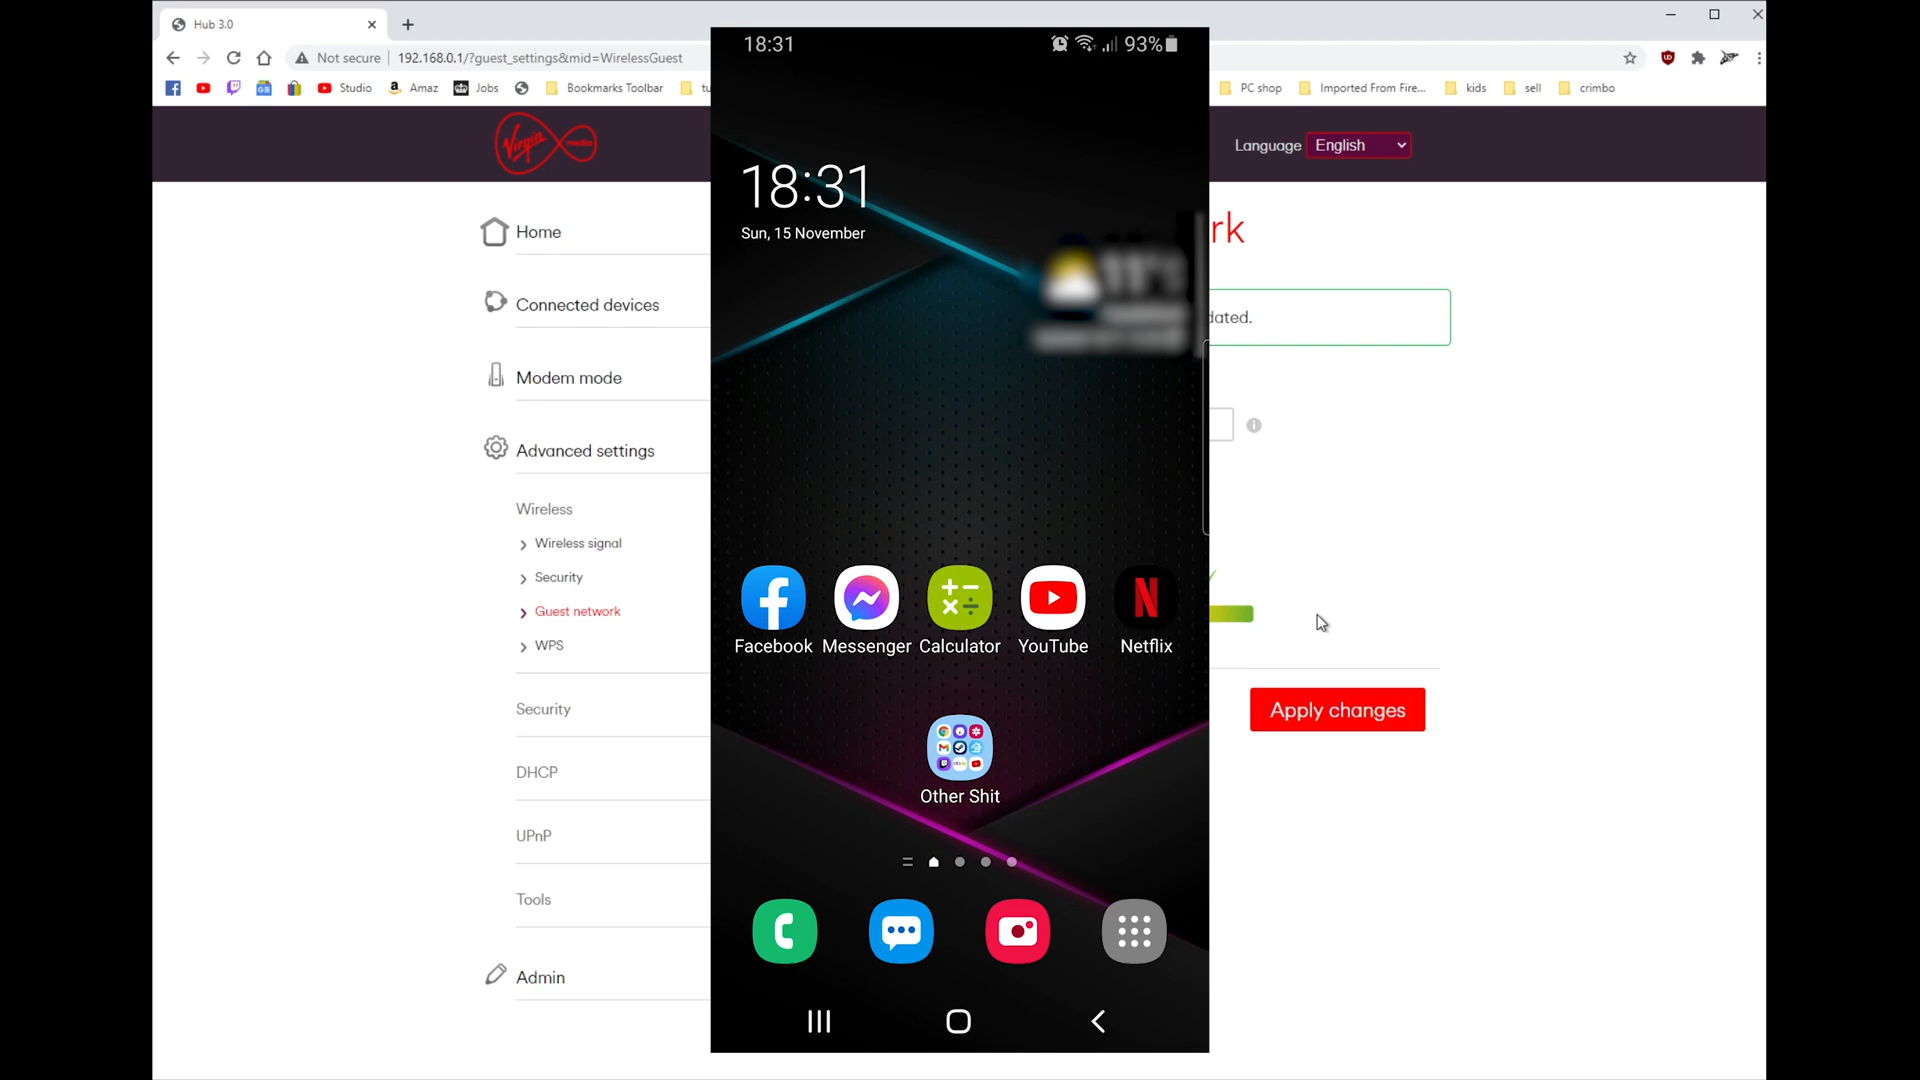 Hub 3.0
Not secure
192.168.0.1/?guest_settings&mid=WirelessGuest
Studio
Amaz
Jobs
Bookmarks Toolbar
tu
PC shop
Imported From Fire...
kids
sell
crimbo
Virgin media
Language
English
Home
Connected devices
Modem mode
Advanced settings
Wireless
Wireless signal
Security
Guest network
WPS
Security
DHCP
UPnP
Tools
Admin
18:31
93%
18:31
Sun, 15 November
Facebook
Messenger
Calculator
YouTube
Netflix
Other Shit
rk
dated.
Apply changes